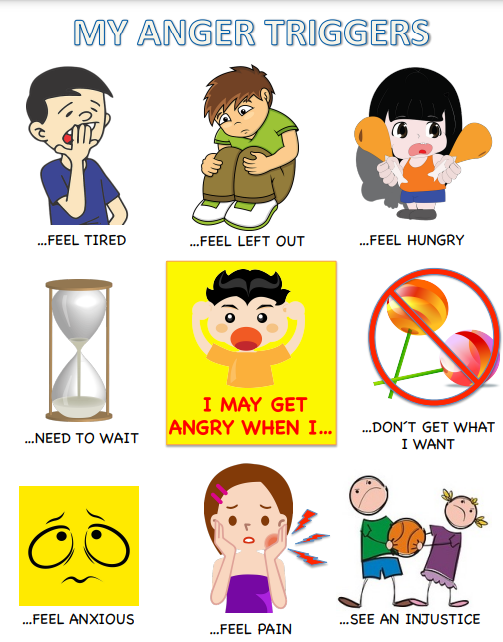 MY ANGER TRIGGERS
...FEEL TIRED
...FEEL LEFT OUT
...FEEL HUNGRY
...NEED TO WAIT
I MAY GET
ANGRY WHEN I...
...DON´T GET WHAT
I WANT
...FEEL ANXIOUS
...FEEL PAIN
...SEE AN INJUSTICE